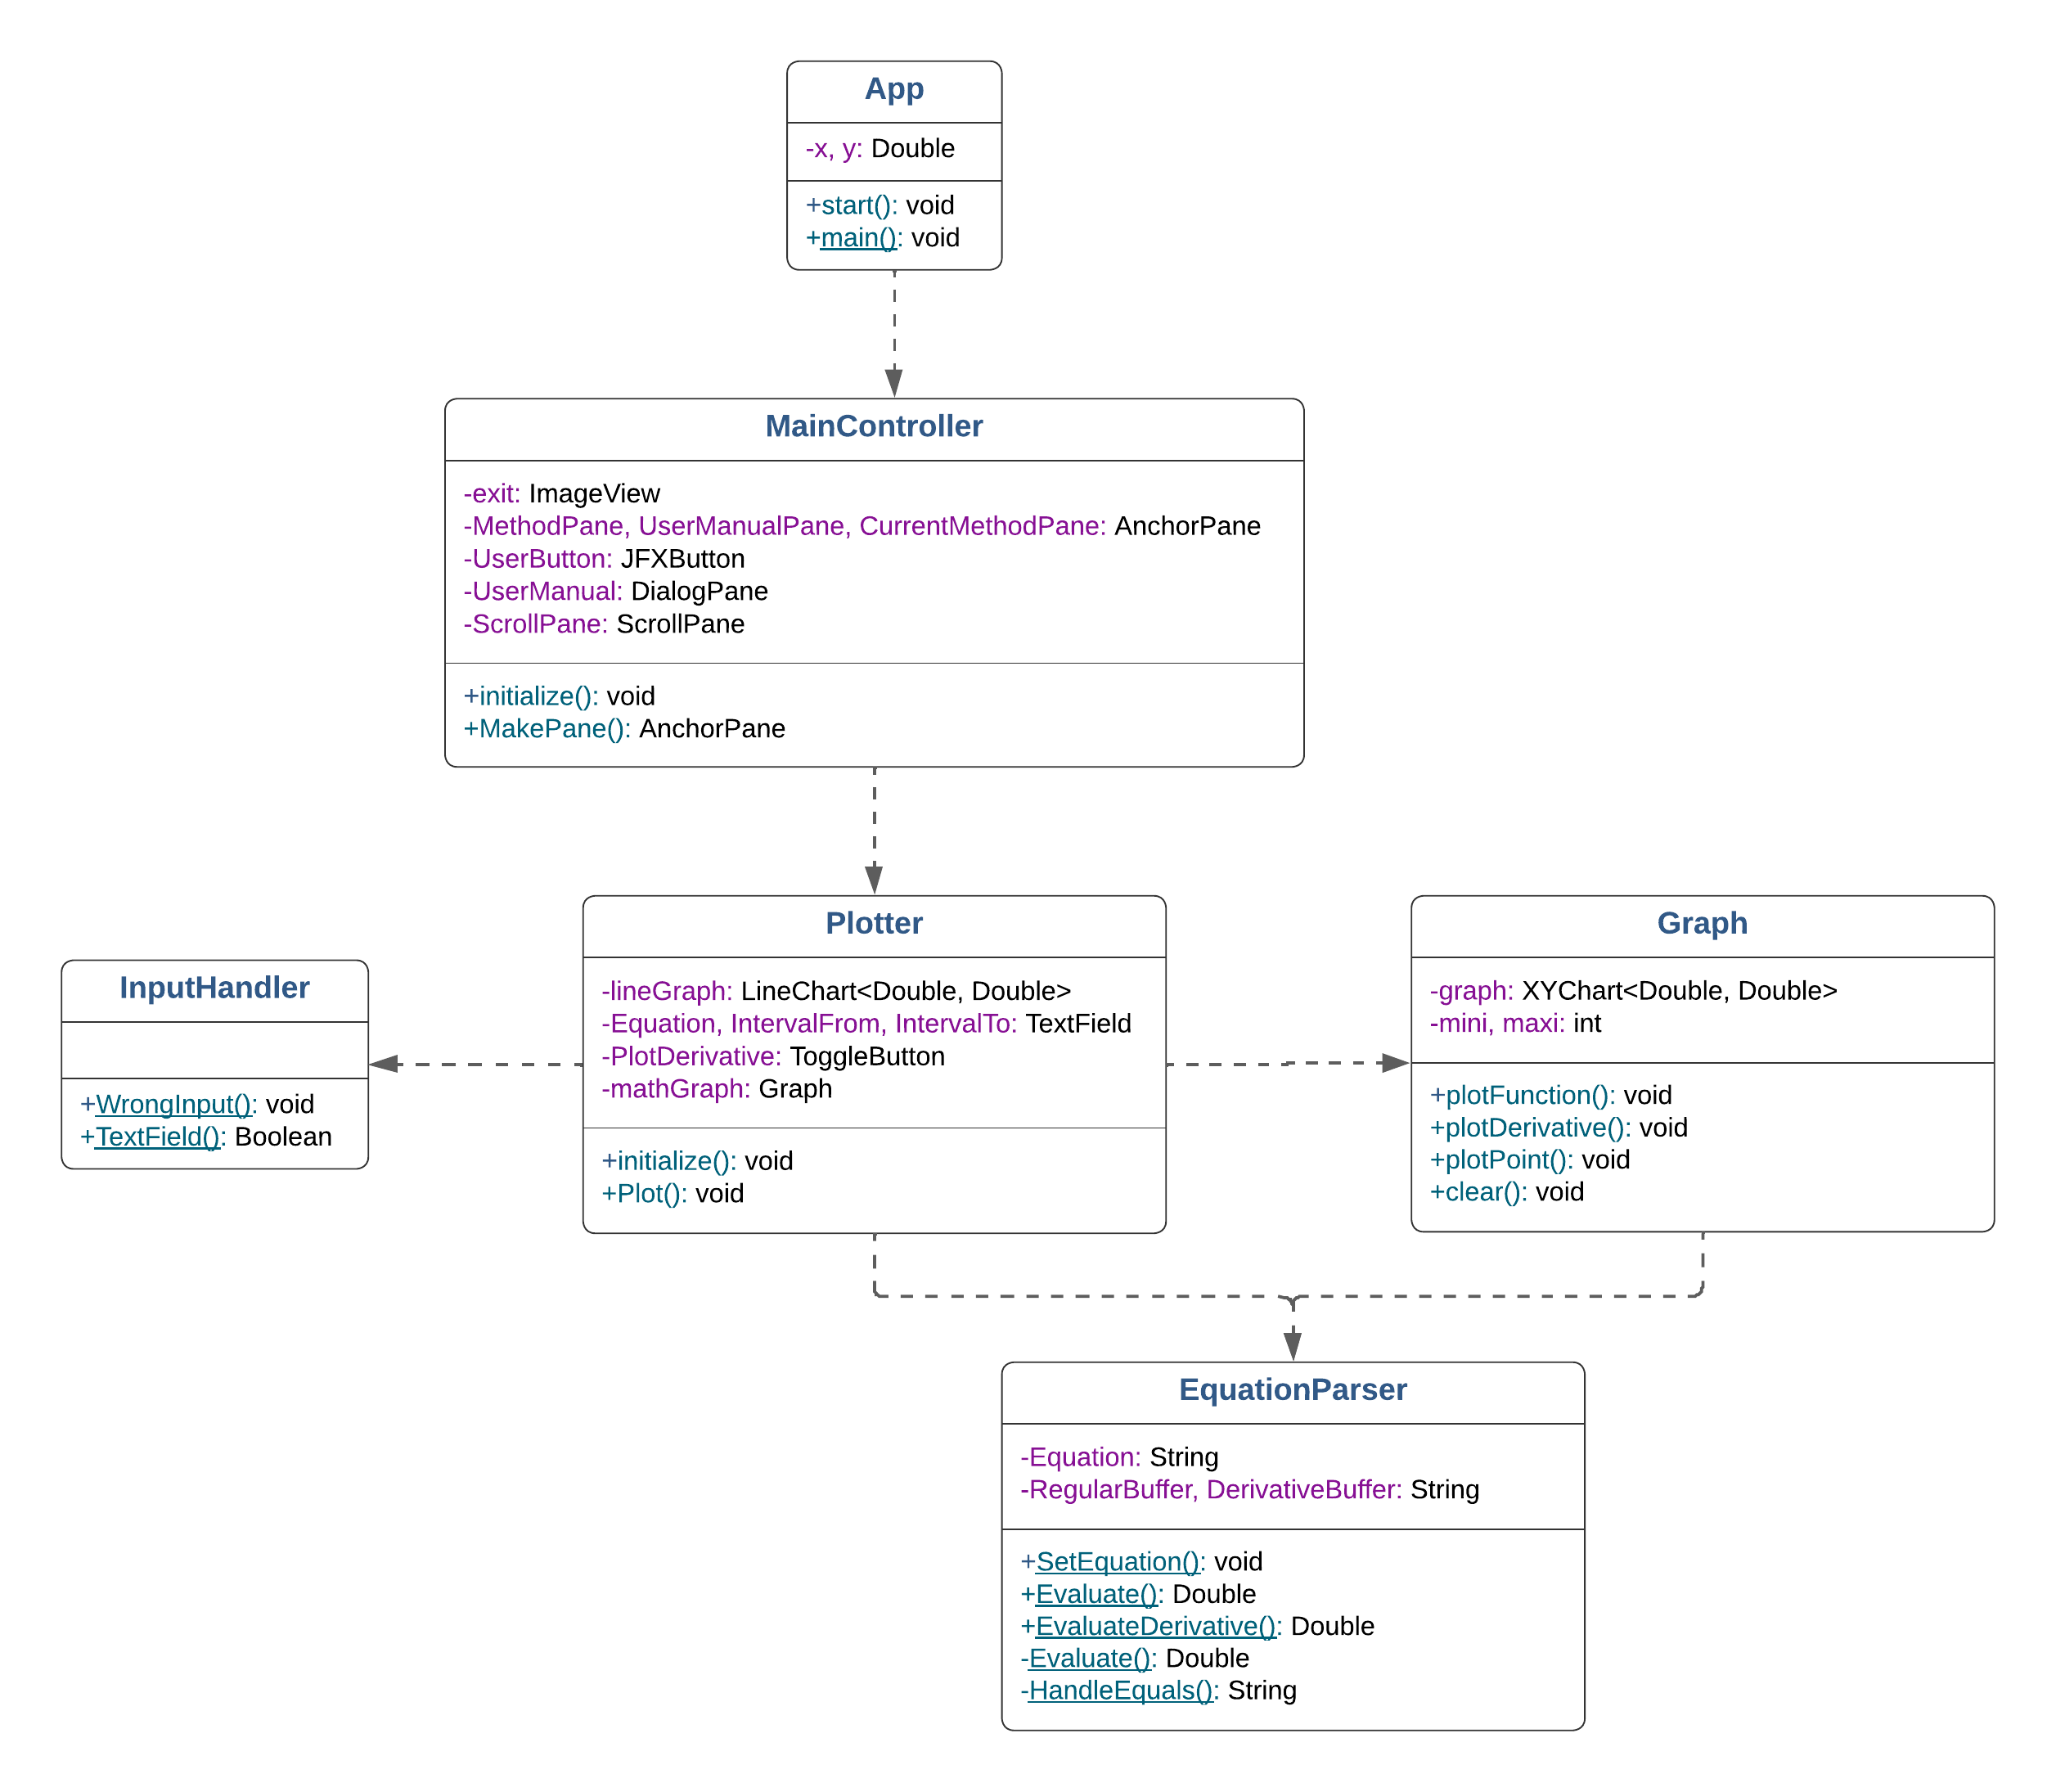 App
-x, y: Double
+start(): void
+main(): void
MainController
-exit: ImageView
-MethodPane, UserManualPane, CurrentMethodPane: AnchorPane
-UserButton: JFXButton
-UserManual: DialogPane
-ScrollPane: ScrollPane
+initialize(): void
+MakePane(): AnchorPane
InputHandler
+WrongInput(): void
+TextField(): Boolean
Plotter
-lineGraph: LineChart<Double, Double>
-Equation, IntervalFrom, IntervalTo: TextField
-PlotDerivative: ToggleButton
-mathGraph: Graph
+initialize(): void
+Plot(): void
Graph
-graph: XYChart<Double, Double>
-mini, maxi: int
+plotFunction(): void
+plotDerivative(): void
+plotPoint(): void
+clear(): void
EquationParser
-Equation: String
-RegularBuffer, DerivativeBuffer: String
+SetEquation(): void
+Evaluate(): Double
+EvaluateDerivative(): Double
-Evaluate(): Double
-HandleEquals(): String